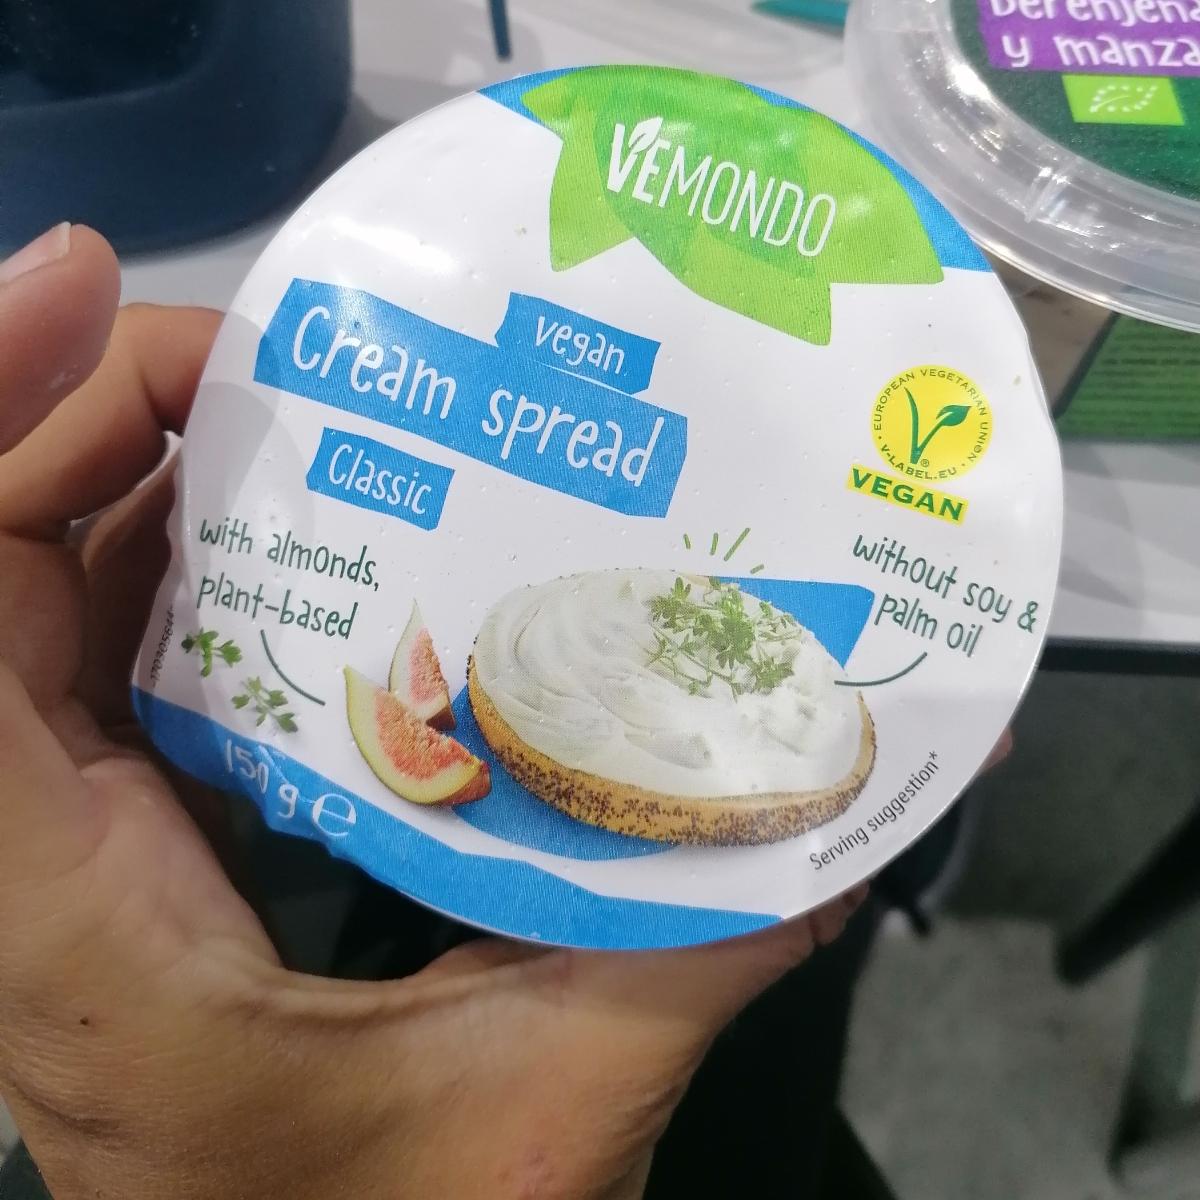 Berenjena
y manza
VEMONDO
vegan
Cream spread
Classic
EUROPEAN VEGETARIAN UNION
V-LABEL.EU
VEGAN
with almonds,
plant-based
without soy &
palm oil
150 g e
Serving suggestion*